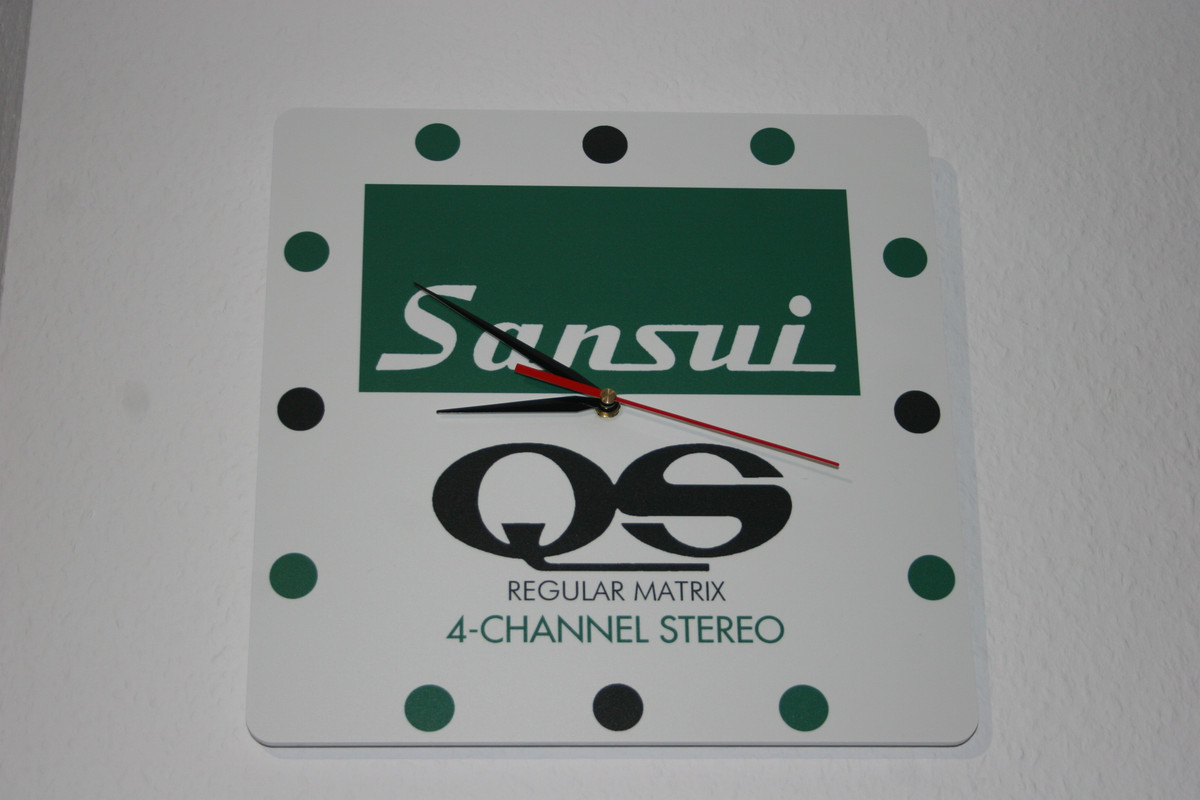 Sansui
QS
REGULAR MATRIX
4-CHANNEL STEREO